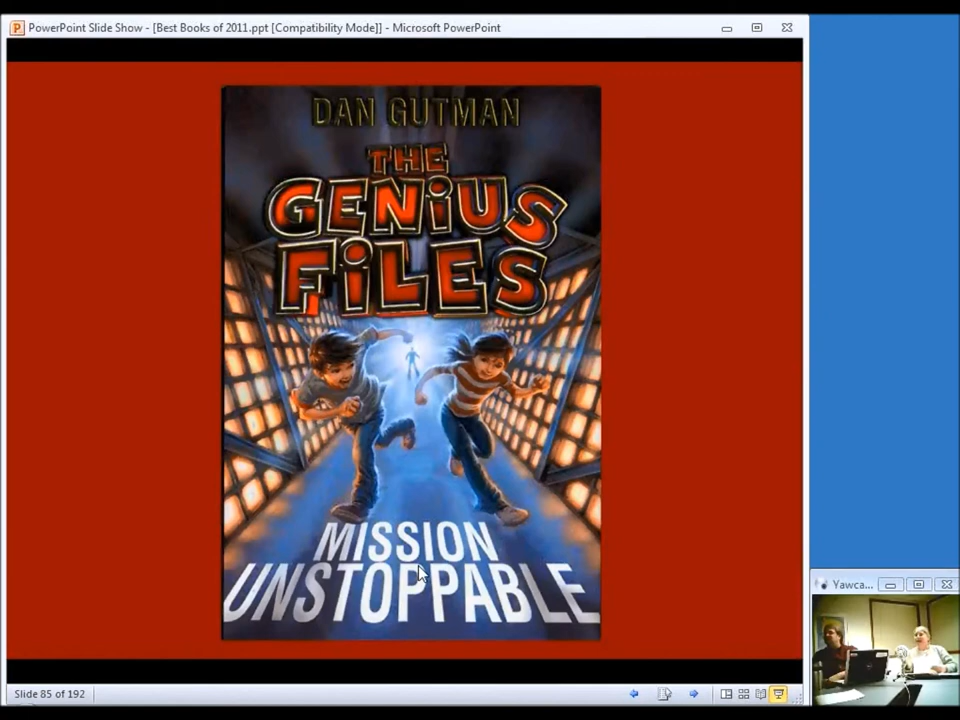 PowerPoint Slide Show - [Best Books of 2011.ppt [Compatibility Mode]] - Microsoft PowerPoint
DAN GUTMAN
THE
GENIUS
FILES
MISSION
UNSTOPPABLE
Yawca...
Slide 85 of 192